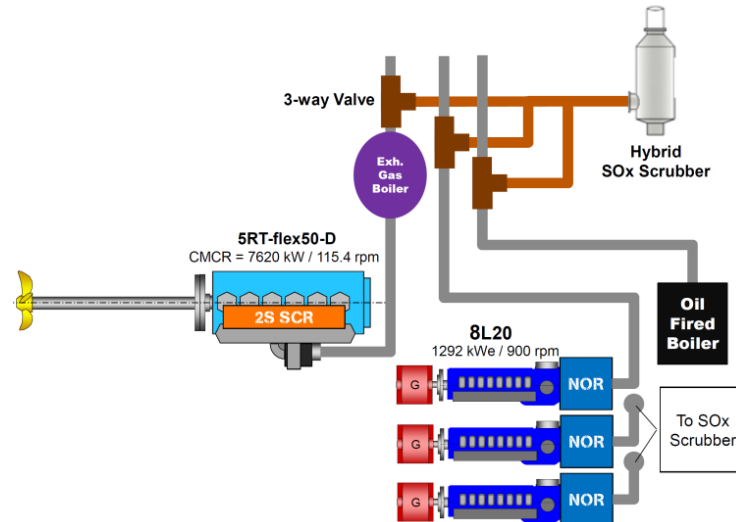 3-way Valve
Exh.
Gas
Boiler
Hybrid
SOx Scrubber
5RT-flex50-D
CMCR = 7620 kW / 115.4 rpm
2S SCR
Oil
Fired
Boiler
8L20
1292 kWe / 900 rpm
G
NOR
To SOx
Scrubber
G
NOR
G
NOR